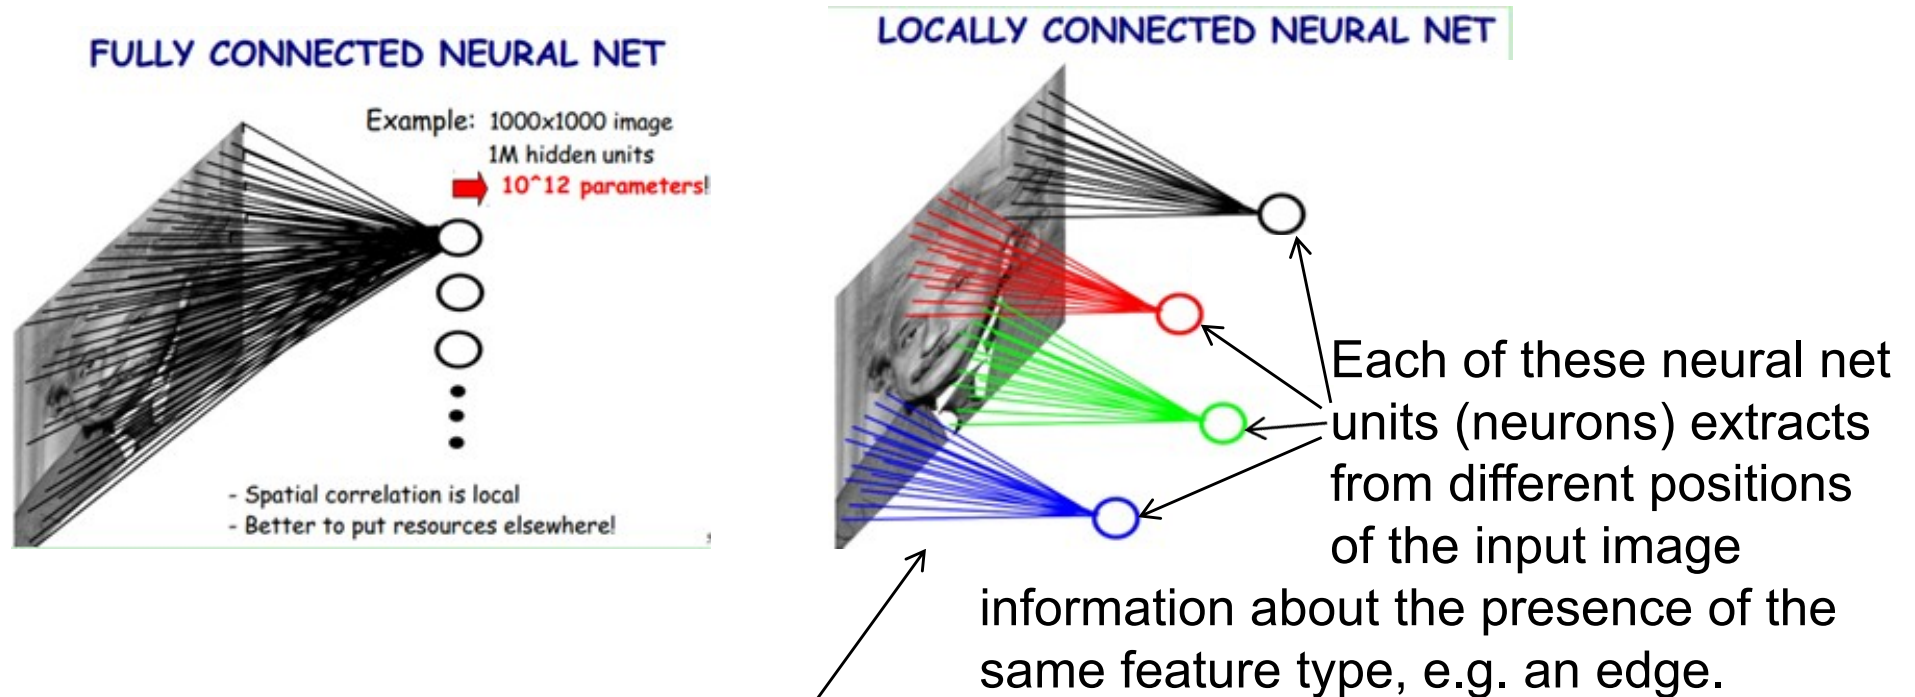 FULLY CONNECTED NEURAL NET
Example: 1000x1000 image
1M hidden units
10^12 parameters!
- Spatial correlation is local
- Better to put resources elsewhere!
LOCALLY CONNECTED NEURAL NET
Each of these neural net
units (neurons) extracts
from different positions
of the input image
information about the presence of the
same feature type, e.g. an edge.